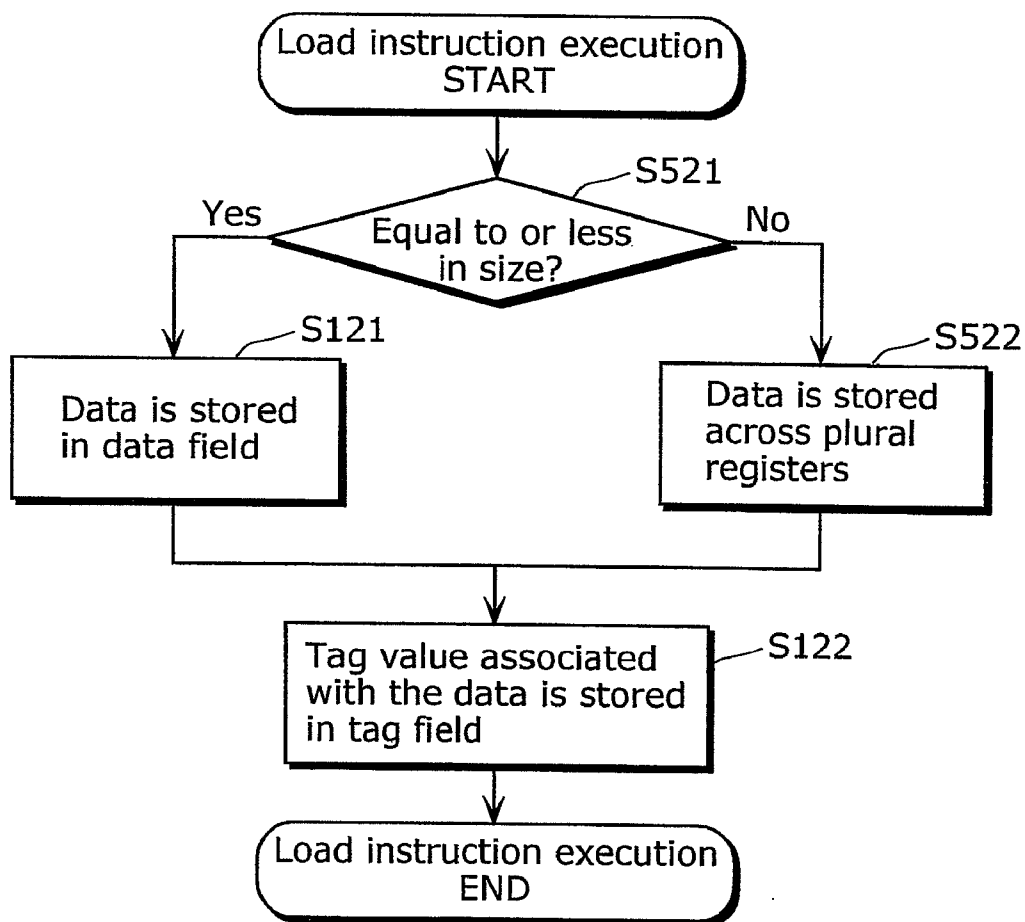 Load instruction execution
START
S521
Yes
Equal to or less
in size?
No
S121
Data is stored
in data field
S522
Data is stored
across plural
registers
S122
Tag value associated
with the data is stored
in tag field
Load instruction execution
END